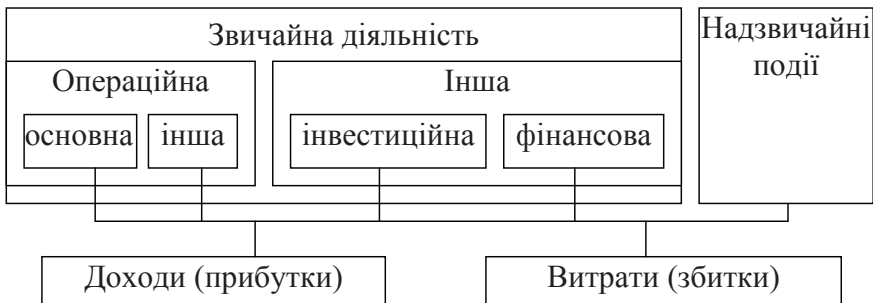 Звичайна діяльність
Надзвичайні
події
Операційна
Інша
основна
інша
інвестиційна
фінансова
Доходи (прибутки)
Витрати (збитки)